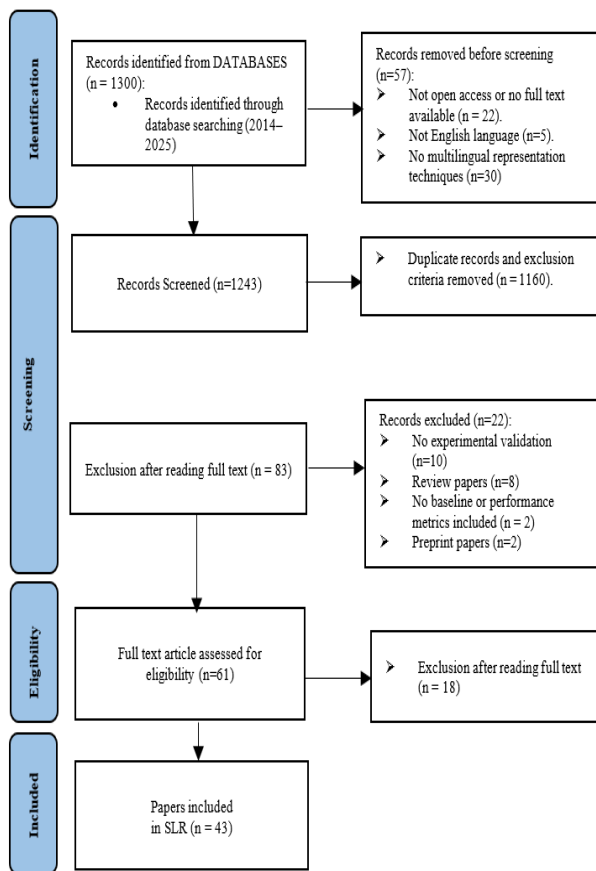 Identification
Records identified from DATABASES
(n = 1300):
• Records identified through
database searching (2014–
2025)
Records removed before screening
(n=57):
➤ Not open access or no full text
available (n = 22).
➤ Not English language (n=5).
➤ No multilingual representation
techniques (n=30)
Screening
Records Screened (n=1243)
➤ Duplicate records and exclusion
criteria removed (n = 1160).
Exclusion after reading full text (n = 83)
Records excluded (n=22):
➤ No experimental validation
(n=10)
➤ Review papers (n=8)
➤ No baseline or performance
metrics included (n = 2)
➤ Preprint papers (n=2)
Eligibility
Full text article assessed for
eligibility (n=61)
➤ Exclusion after reading full text
(n = 18)
Included
Papers included
in SLR (n = 43)